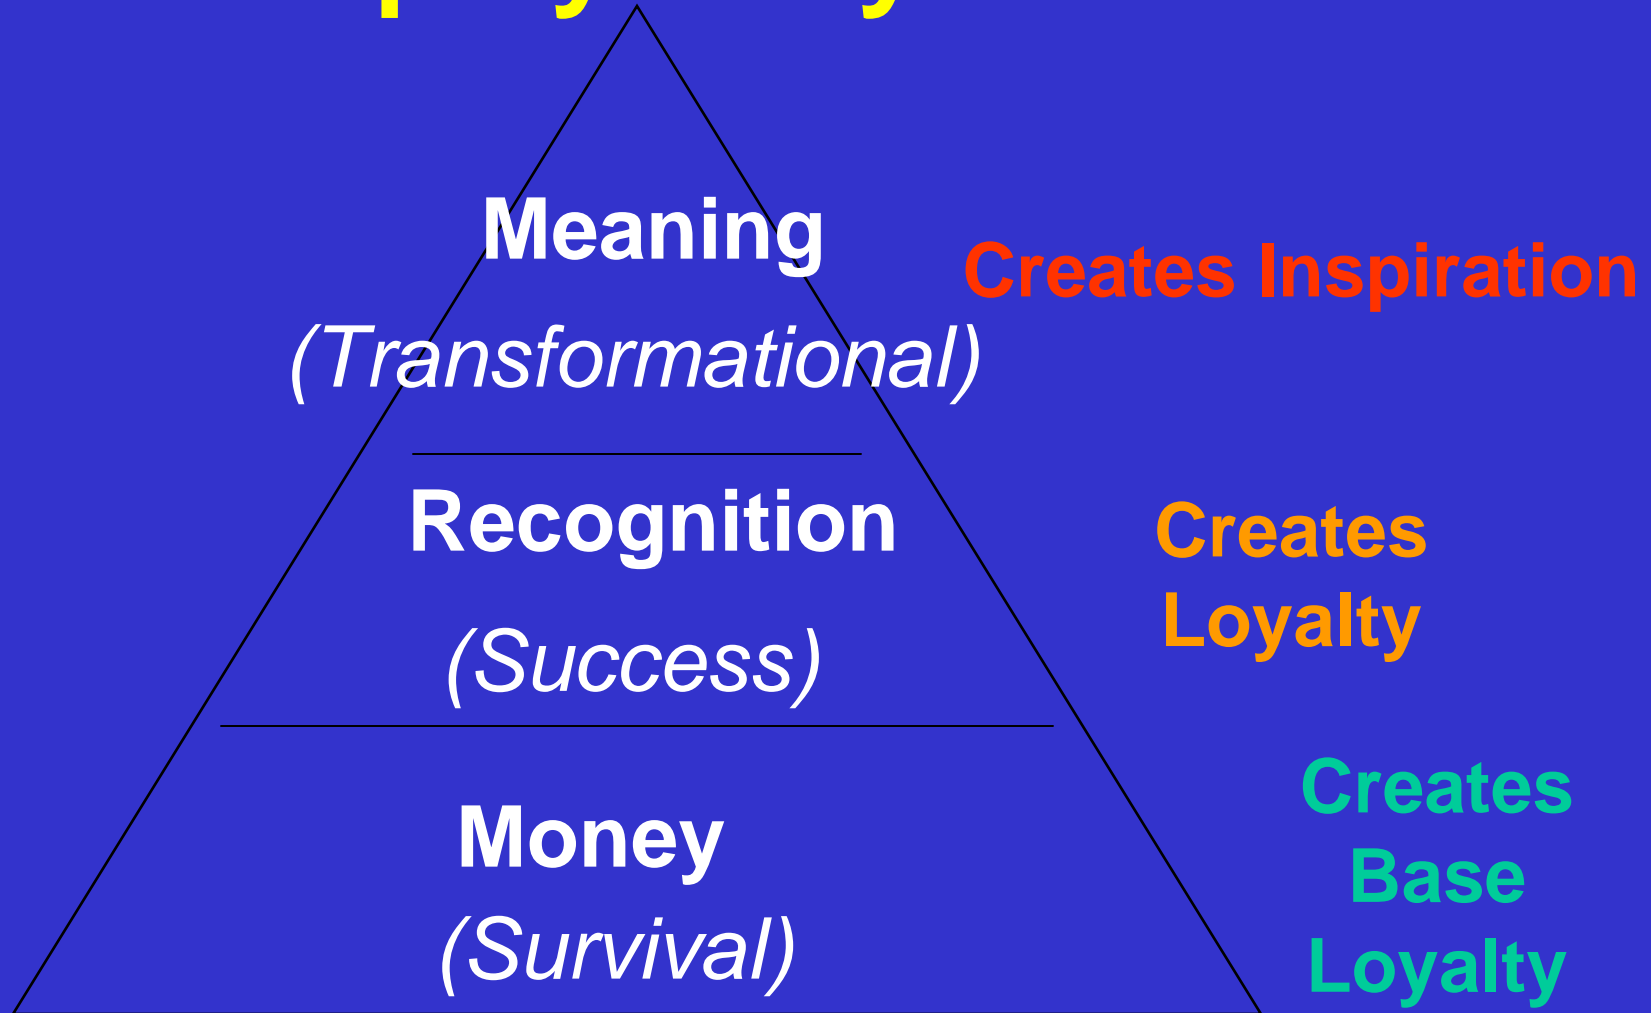 Meaning
Creates Inspiration
(Transformational)
Recognition
Creates
Loyalty
(Success)
Money
(Survival)
Creates
Base
Loyalty